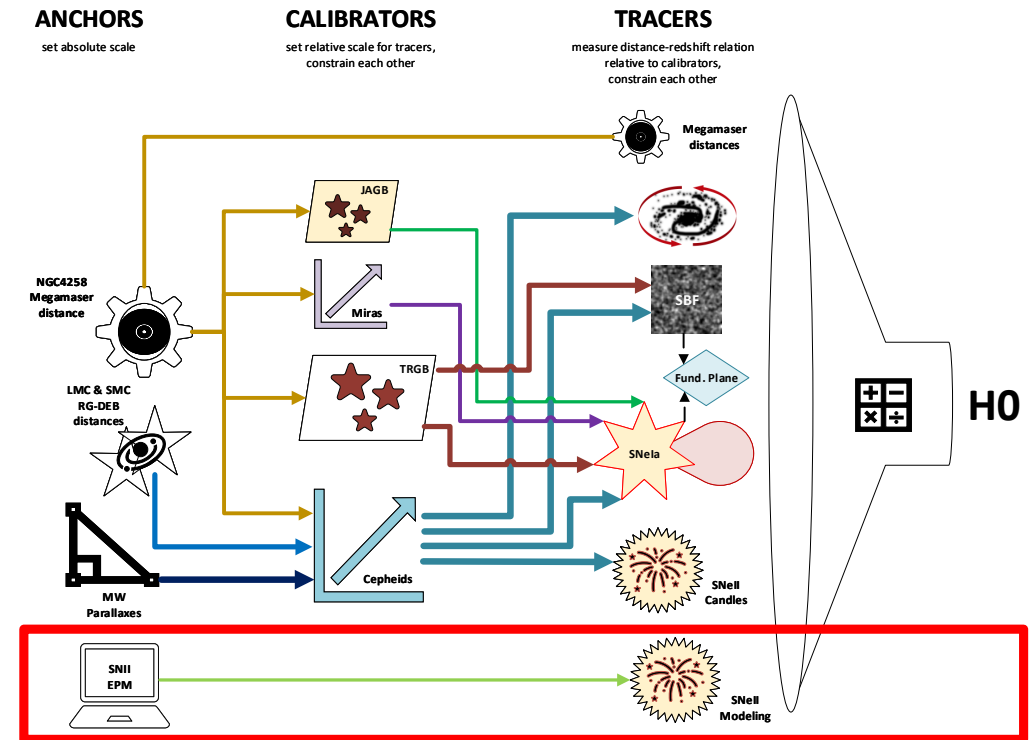 ANCHORS
set absolute scale
CALIBRATORS
set relative scale for tracers,
constrain each other
TRACERS
measure distance-redshift relation
relative to calibrators,
constrain each other
Megamaser
distances
JAGB
NGC4258
Megamaser
distance
Miras
SBF
TRGB
Fund. Plane
LMC & SMC
RG-DEB
distances
H0
SNeIa
Cepheids
SNeII
Candles
MW
Parallaxes
SNII
EPM
SNeII
Modeling